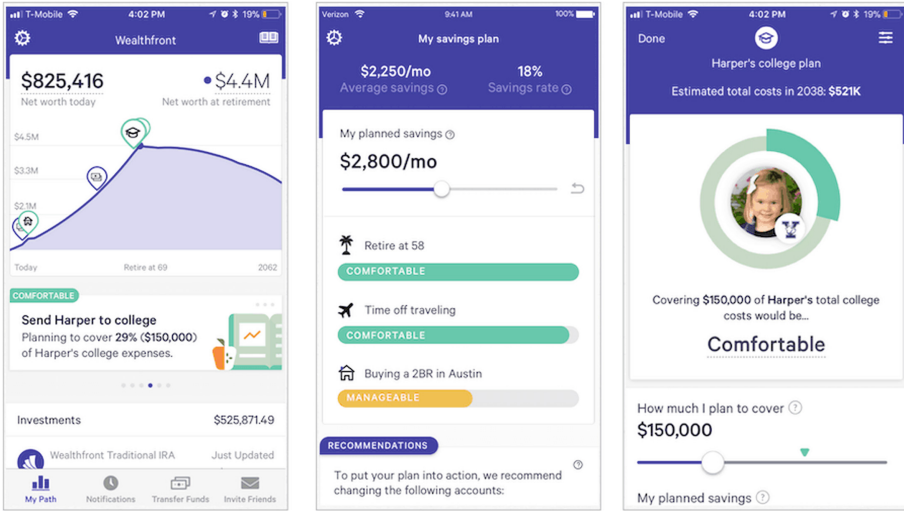 T-Mobile 4:02 PM 19%
Wealthfront
$825,416
Net worth today
$4.4M
Net worth at retirement
$4.5M
$3.3M
$2.1M
Today Retire at 69 2062
COMFORTABLE
Send Harper to college
Planning to cover 29% ($150,000)
of Harper's college expenses.
Investments $525,871.49
Wealthfront Traditional IRA Just Updated
My Path Notifications Transfer Funds Invite Friends
Verizon 9:41 AM 100%
My savings plan
$2,250/mo 18%
Average savings ? Savings rate ?
My planned savings ?
$2,800/mo
Retire at 58
COMFORTABLE
Time off traveling
COMFORTABLE
Buying a 2BR in Austin
MANAGEABLE
RECOMMENDATIONS
To put your plan into action, we recommend ?
changing the following accounts:
T-Mobile 4:02 PM 19%
Done
Harper's college plan
Estimated total costs in 2038: $521K
Y
Covering $150,000 of Harper's total college
costs would be...
Comfortable
How much I plan to cover ?
$150,000
My planned savings ?